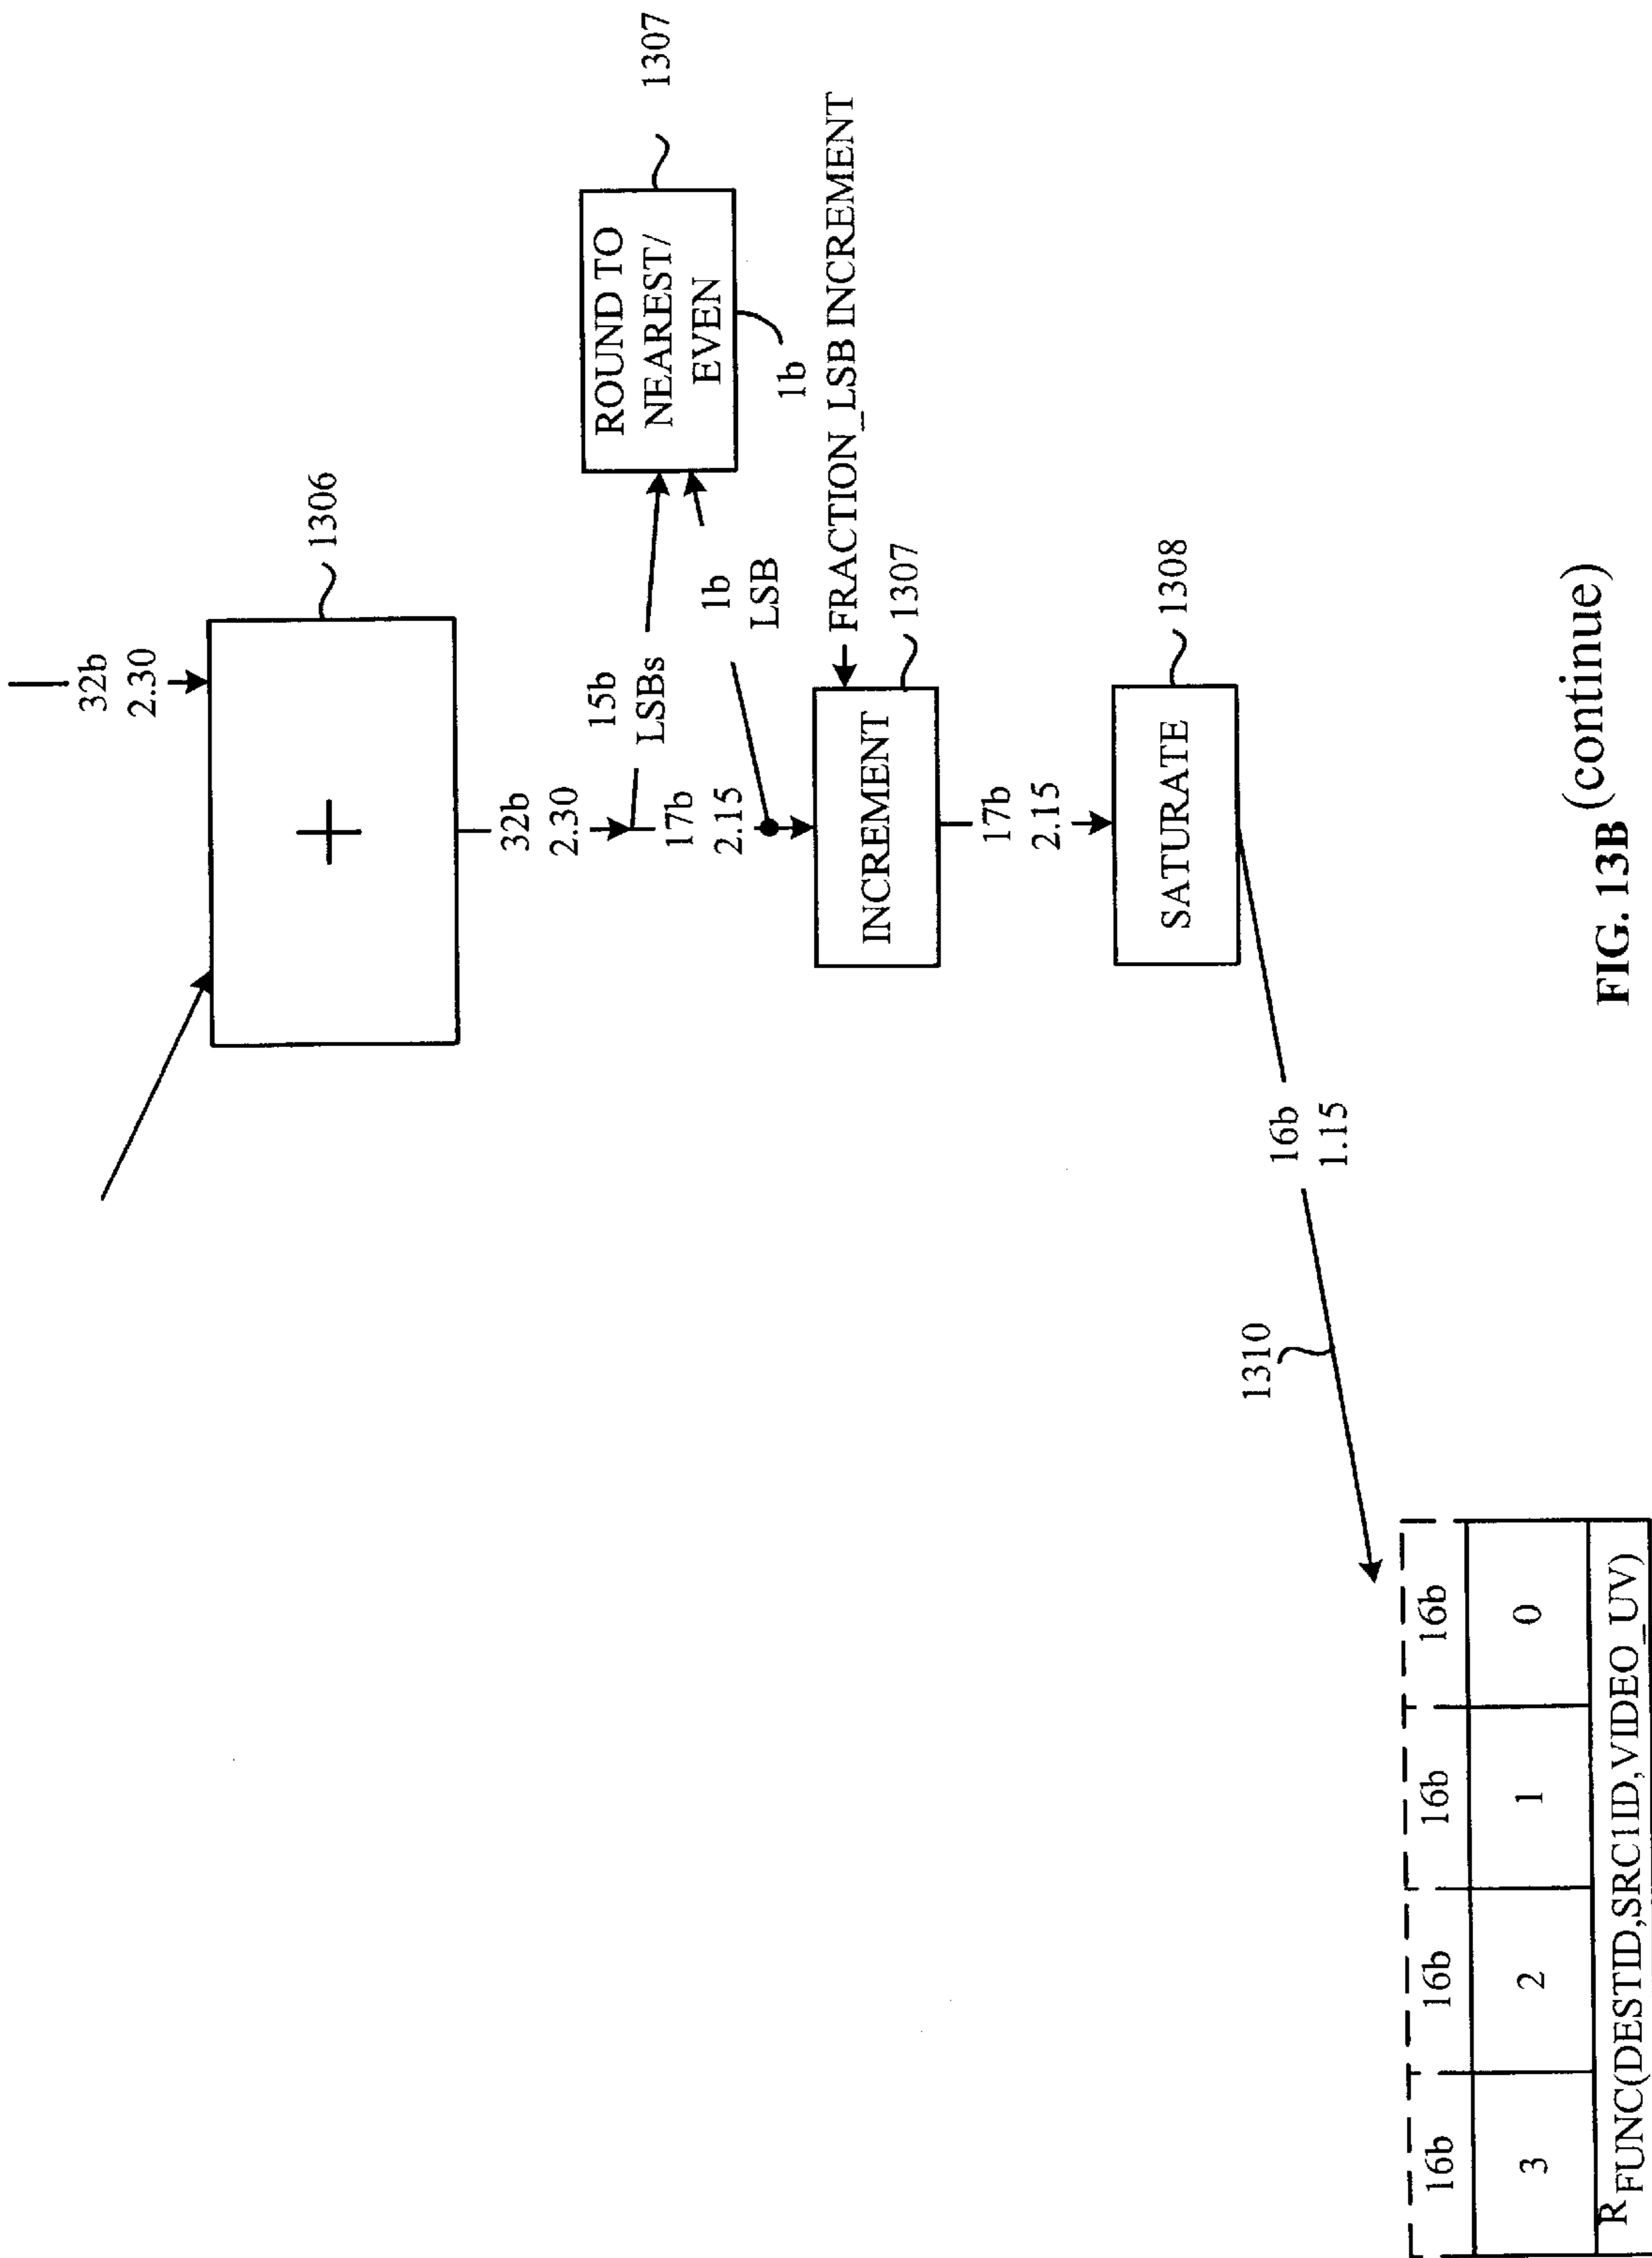 32b
2.30
1306
+
32b
2.30
15b
LSBs
17b
2.15
1b
LSB
ROUND TO
NEAREST/
EVEN
1307
1b
FRACTION_LSB INCREMENT
INCREMENT
1307
17b
2.15
SATURATE
1308
16b
1.15
1310
16b 16b 16b 16b
3 2 1 0
RFUNC(DESTID,SRC1ID,VIDEO_UV)
FIG. 13B (continue)